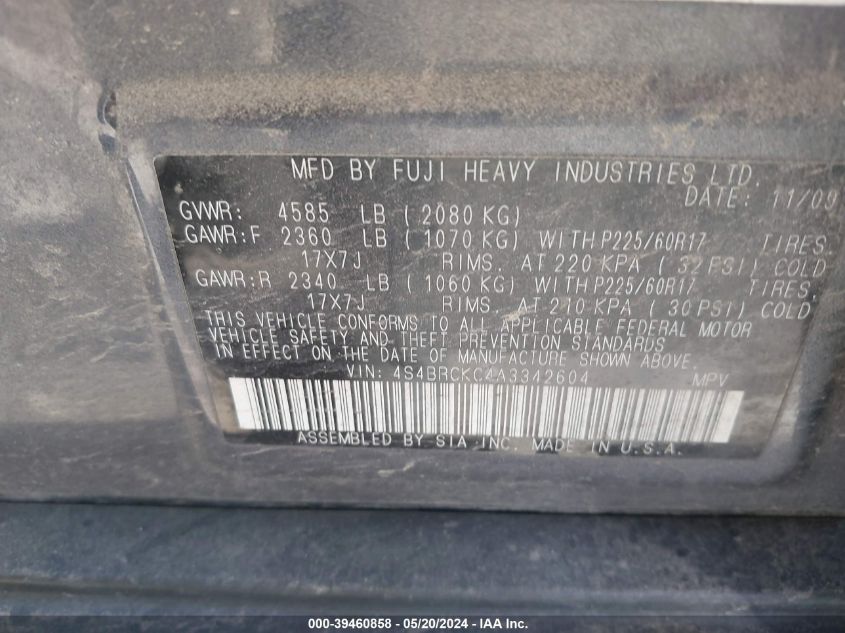 MFD BY FUJI HEAVY INDUSTRIES LTD.
DATE: 11/09
GVWR: 4585 LB ( 2080 KG)
GAWR:F 2360 LB ( 1070 KG) WITH P225/60R17 TIRES.
17X7J RIMS. AT 220 KPA ( 32 PSI) COLD
GAWR:R 2340 LB ( 1060 KG) WITH P225/60R17 TIRES.
17X7J RIMS. AT 210 KPA ( 30 PSI) COLD
THIS VEHICLE CONFORMS TO ALL APPLICABLE FEDERAL MOTOR
VEHICLE SAFETY AND THEFT PREVENTION STANDARDS
IN EFFECT ON THE DATE OF MANUFACTURE SHOWN ABOVE.
VIN: 4S4BRCKC4A3342604 MPV
ASSEMBLED BY SIA INC. MADE IN U.S.A.
000-39460858 - 05/20/2024 - IAA Inc.